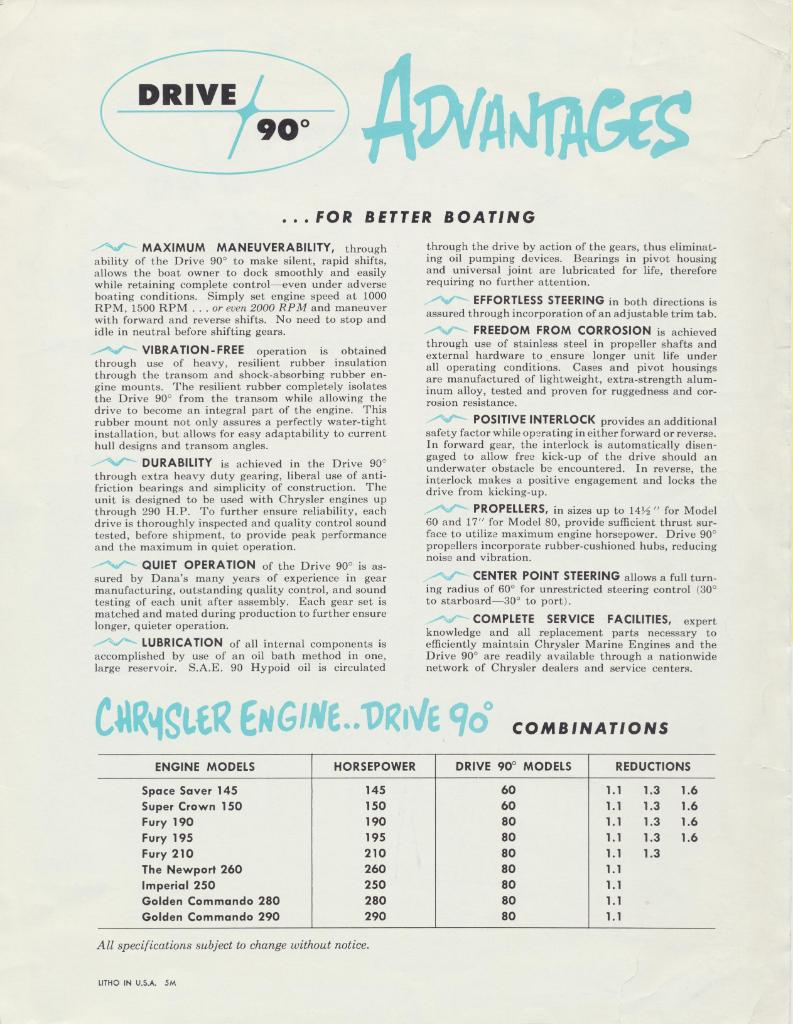 DRIVE
90°
ADVANTAGES
...FOR BETTER BOATING
MAXIMUM MANEUVERABILITY, through
ability of the Drive 90° to make silent, rapid shifts,
allows the boat owner to dock smoothly and easily
while retaining complete control—even under adverse
boating conditions. Simply set engine speed at 1000
RPM, 1500 RPM . . . or even 2000 RPM and maneuver
with forward and reverse shifts. No need to stop and
idle in neutral before shifting gears.
VIBRATION-FREE operation is obtained
through use of heavy, resilient rubber insulation
through the transom and shock-absorbing rubber en-
gine mounts. The resilient rubber completely isolates
the Drive 90° from the transom while allowing the
drive to become an integral part of the engine. This
rubber mount not only assures a perfectly water-tight
installation, but allows for easy adaptability to current
hull designs and transom angles.
DURABILITY is achieved in the Drive 90°
through extra heavy duty gearing, liberal use of anti-
friction bearings and simplicity of construction. The
unit is designed to be used with Chrysler engines up
through 290 H.P. To further ensure reliability, each
drive is thoroughly inspected and quality control sound
tested, before shipment, to provide peak performance
and the maximum in quiet operation.
QUIET OPERATION of the Drive 90° is as-
sured by Dana's many years of experience in gear
manufacturing, outstanding quality control, and sound
testing of each unit after assembly. Each gear set is
matched and mated during production to further ensure
longer, quieter operation.
LUBRICATION of all internal components is
accomplished by use of an oil bath method in one,
large reservoir. S.A.E. 90 Hypoid oil is circulated
through the drive by action of the gears, thus eliminat-
ing oil pumping devices. Bearings in pivot housing
and universal joint are lubricated for life, therefore
requiring no further attention.
EFFORTLESS STEERING in both directions is
assured through incorporation of an adjustable trim tab.
FREEDOM FROM CORROSION is achieved
through use of stainless steel in propeller shafts and
external hardware to ensure longer unit life under
all operating conditions. Cases and pivot housings
are manufactured of lightweight, extra-strength alum-
inum alloy, tested and proven for ruggedness and cor-
rosion resistance.
POSITIVE INTERLOCK provides an additional
safety factor while operating in either forward or reverse.
In forward gear, the interlock is automatically disen-
gaged to allow free kick-up of the drive should an
underwater obstacle be encountered. In reverse, the
interlock makes a positive engagement and locks the
drive from kicking-up.
PROPELLERS, in sizes up to 14½" for Model
60 and 17" for Model 80, provide sufficient thrust sur-
face to utilize maximum engine horsepower. Drive 90°
propellers incorporate rubber-cushioned hubs, reducing
noise and vibration.
CENTER POINT STEERING allows a full turn-
ing radius of 60° for unrestricted steering control (30°
to starboard—30° to port).
COMPLETE SERVICE FACILITIES, expert
knowledge and all replacement parts necessary to
efficiently maintain Chrysler Marine Engines and the
Drive 90° are readily available through a nationwide
network of Chrysler dealers and service centers.
CHRYSLER ENGINE..DRIVE 90° COMBINATIONS
ENGINE MODELS HORSEPOWER DRIVE 90° MODELS REDUCTIONS
Space Saver 145 145 60 1.1 1.3 1.6
Super Crown 150 150 60 1.1 1.3 1.6
Fury 190 190 80 1.1 1.3 1.6
Fury 195 195 80 1.1 1.3 1.6
Fury 210 210 80 1.1 1.3
The Newport 260 260 80 1.1
Imperial 250 250 80 1.1
Golden Commando 280 280 80 1.1
Golden Commando 290 290 80 1.1
All specifications subject to change without notice.
LITHO IN U.S.A. 5M